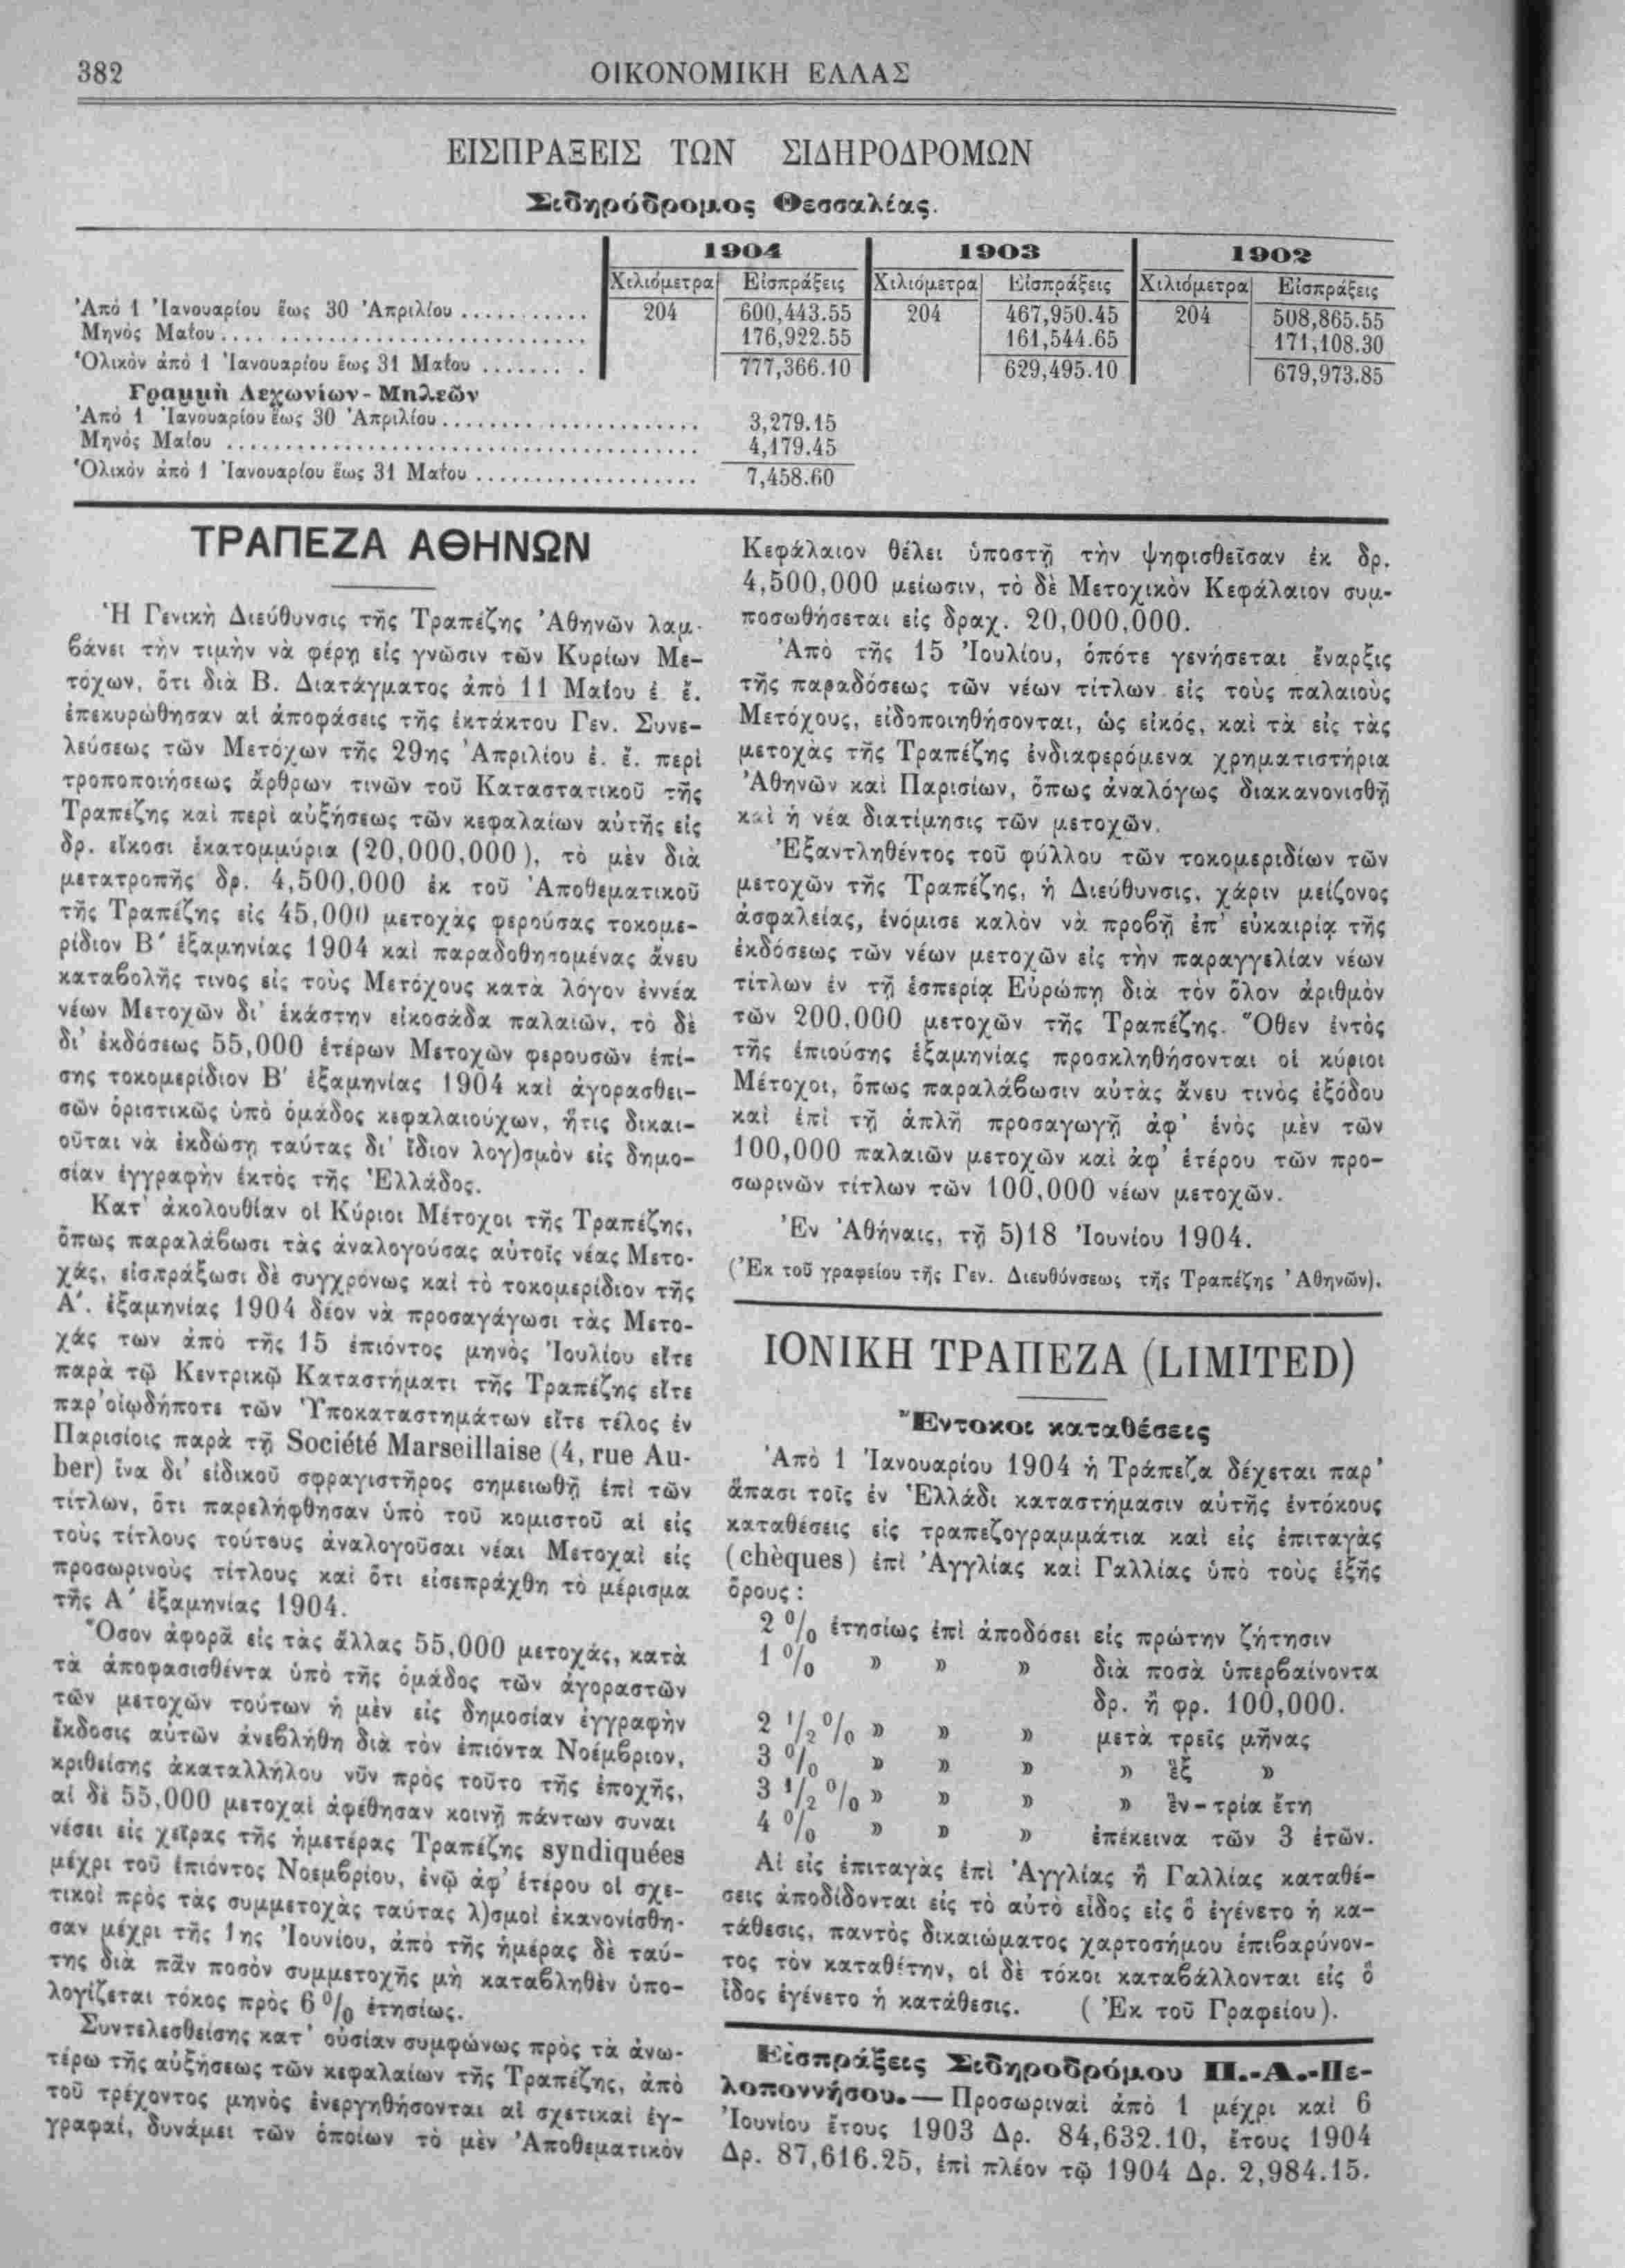 382
ΟΙΚΟΝΟΜΙΚΗ ΕΛΛΑΣ
ΕΙΣΠΡΑΞΕΙΣ ΤΩΝ ΣΙΔΗΡΟΔΡΟΜΩΝ
Σιδηρόδρομος Θεσσαλίας.
1904 1903 1902
Χιλιόμετρα Εἰσπράξεις Χιλιόμετρα Εἰσπράξεις Χιλιόμετρα Εἰσπράξεις
Ἀπὸ 1 Ἰανουαρίου ἕως 30 Ἀπριλίου ........... 204 600,443.55 204 467,950.45 204 508,865.55
Μηνὸς Μαΐου ........................... 176,922.55 161,544.65 171,108.30
Ὁλικὸν ἀπὸ 1 Ἰανουαρίου ἕως 31 Μαΐου ........ 777,366.10 629,495.10 679,973.85
Γραμμὴ Λεχωνίων - Μηλεῶν
Ἀπὸ 1 Ἰανουαρίου ἕως 30 Ἀπριλίου ...................... 3,279.15
Μηνὸς Μαΐου ........................................ 4,179.45
Ὁλικὸν ἀπὸ 1 Ἰανουαρίου ἕως 31 Μαΐου ................... 7,458.60
ΤΡΑΠΕΖΑ ΑΘΗΝΩΝ
Ἡ Γενικὴ Διεύθυνσις τῆς Τραπέζης Ἀθηνῶν λαμ-
βάνει τὴν τιμὴν νὰ φέρῃ εἰς γνῶσιν τῶν Κυρίων Με-
τόχων, ὅτι διὰ Β. Διατάγματος ἀπὸ 11 Μαΐου ἐ. ἔ.
ἐπεκυρώθησαν αἱ ἀποφάσεις τῆς ἐκτάκτου Γεν. Συνε-
λεύσεως τῶν Μετόχων τῆς 29ης Ἀπριλίου ἐ. ἔ. περὶ
τροποποιήσεως ἄρθρων τινῶν τοῦ Καταστατικοῦ τῆς
Τραπέζης καὶ περὶ αὐξήσεως τῶν κεφαλαίων αὐτῆς εἰς
δρ. εἴκοσι ἑκατομμύρια (20,000,000), τὸ μὲν διὰ
μετατροπῆς δρ. 4,500,000 ἐκ τοῦ Ἀποθεματικοῦ
τῆς Τραπέζης εἰς 45,000 μετοχὰς φερούσας τοκομε-
ρίδιον Β΄ ἑξαμηνίας 1904 καὶ παραδοθησομένας ἄνευ
καταβολῆς τινος εἰς τοὺς Μετόχους κατὰ λόγον ἐννέα
νέων Μετοχῶν δι' ἑκάστην εἰκοσάδα παλαιῶν, τὸ δὲ
δι' ἐκδόσεως 55,000 ἑτέρων Μετοχῶν φερουσῶν ἐπί-
σης τοκομερίδιον Β' ἑξαμηνίας 1904 καὶ ἀγορασθει-
σῶν ὁριστικῶς ὑπὸ ὁμάδος κεφαλαιούχων, ἥτις δικαι-
οῦται νὰ ἐκδώσῃ ταύτας δι' ἴδιον λογ)σμὸν εἰς δημο-
σίαν ἐγγραφὴν ἐκτὸς τῆς Ἑλλάδος.
Κατ' ἀκολουθίαν οἱ Κύριοι Μέτοχοι τῆς Τραπέζης,
ὅπως παραλάβωσι τὰς ἀναλογούσας αὐτοῖς νέας Μετο-
χάς, εἰσπράξωσι δὲ συγχρόνως καὶ τὸ τοκομερίδιον τῆς
Α΄. ἑξαμηνίας 1904 δέον νὰ προσαγάγωσι τὰς Μετο-
χάς των ἀπὸ τῆς 15 ἐπιόντος μηνὸς Ἰουλίου εἴτε
παρὰ τῷ Κεντρικῷ Καταστήματι τῆς Τραπέζης εἴτε
παρ' οἱῳδήποτε τῶν Ὑποκαταστημάτων εἴτε τέλος ἐν
Παρισίοις παρὰ τῇ Société Marseillaise (4, rue Au-
ber) ἵνα δι' εἰδικοῦ σφραγιστῆρος σημειωθῇ ἐπὶ τῶν
τίτλων, ὅτι παρελήφθησαν ὑπὸ τοῦ κομιστοῦ αἱ εἰς
τοὺς τίτλους τούτους ἀναλογοῦσαι νέαι Μετοχαὶ εἰς
προσωρινοὺς τίτλους καὶ ὅτι εἰσεπράχθη τὸ μέρισμα
τῆς Α΄ ἑξαμηνίας 1904.
Ὅσον ἀφορᾷ εἰς τὰς ἄλλας 55,000 μετοχάς, κατὰ
τὰ ἀποφασισθέντα ὑπὸ τῆς ὁμάδος τῶν ἀγοραστῶν
τῶν μετοχῶν τούτων ἡ μὲν εἰς δημοσίαν ἐγγραφὴν
ἔκδοσις αὐτῶν ἀνεβλήθη διὰ τὸν ἐπιόντα Νοέμβριον,
κριθείσης ἀκαταλλήλου νῦν πρὸς τοῦτο τῆς ἐποχῆς,
αἱ δὲ 55,000 μετοχαὶ ἀφέθησαν κοινῇ πάντων συναι
νέσει εἰς χεῖρας τῆς ἡμετέρας Τραπέζης syndiquées
μέχρι τοῦ ἐπιόντος Νοεμβρίου, ἐνῷ ἀφ' ἑτέρου οἱ σχε-
τικοὶ πρὸς τὰς συμμετοχὰς ταύτας λ)σμοὶ ἐκανονίσθη-
σαν μέχρι τῆς 1ης Ἰουνίου, ἀπὸ τῆς ἡμέρας δὲ ταύ-
της διὰ πᾶν ποσὸν συμμετοχῆς μὴ καταβληθὲν ὑπο-
λογίζεται τόκος πρὸς 6 % ἐτησίως.
Συντελεσθείσης κατ' οὐσίαν συμφώνως πρὸς τὰ ἀνω-
τέρω τῆς αὐξήσεως τῶν κεφαλαίων τῆς Τραπέζης, ἀπὸ
τοῦ τρέχοντος μηνὸς ἐνεργηθήσονται αἱ σχετικαὶ ἐγ-
γραφαί, δυνάμει τῶν ὁποίων τὸ μὲν Ἀποθεματικὸν
Κεφάλαιον θέλει ὑποστῇ τὴν ψηφισθεῖσαν ἐκ δρ.
4,500,000 μείωσιν, τὸ δὲ Μετοχικὸν Κεφάλαιον συμ-
ποσωθήσεται εἰς δραχ. 20,000,000.
Ἀπὸ τῆς 15 Ἰουλίου, ὁπότε γενήσεται ἔναρξις
τῆς παραδόσεως τῶν νέων τίτλων εἰς τοὺς παλαιοὺς
Μετόχους, εἰδοποιηθήσονται, ὡς εἰκός, καὶ τὰ εἰς τὰς
μετοχὰς τῆς Τραπέζης ἐνδιαφερόμενα χρηματιστήρια
Ἀθηνῶν καὶ Παρισίων, ὅπως ἀναλόγως διακανονισθῇ
καὶ ἡ νέα διατίμησις τῶν μετοχῶν.
Ἐξαντληθέντος τοῦ φύλλου τῶν τοκομεριδίων τῶν
μετοχῶν τῆς Τραπέζης, ἡ Διεύθυνσις, χάριν μείζονος
ἀσφαλείας, ἐνόμισε καλὸν νὰ προβῇ ἐπ' εὐκαιρίᾳ τῆς
ἐκδόσεως τῶν νέων μετοχῶν εἰς τὴν παραγγελίαν νέων
τίτλων ἐν τῇ ἑσπερίᾳ Εὐρώπῃ διὰ τὸν ὅλον ἀριθμὸν
τῶν 200,000 μετοχῶν τῆς Τραπέζης. Ὅθεν ἐντὸς
τῆς ἐπιούσης ἑξαμηνίας προσκληθήσονται οἱ κύριοι
Μέτοχοι, ὅπως παραλάβωσιν αὐτὰς ἄνευ τινὸς ἐξόδου
καὶ ἐπὶ τῇ ἁπλῇ προσαγωγῇ ἀφ' ἑνὸς μὲν τῶν
100,000 παλαιῶν μετοχῶν καὶ ἀφ' ἑτέρου τῶν προ-
σωρινῶν τίτλων τῶν 100,000 νέων μετοχῶν.
Ἐν Ἀθήναις, τῇ 5)18 Ἰουνίου 1904.
(Ἐκ τοῦ γραφείου τῆς Γεν. Διευθύνσεως τῆς Τραπέζης Ἀθηνῶν).
ΙΟΝΙΚΗ ΤΡΑΠΕΖΑ (LIMITED)
Ἔντοκοι καταθέσεις
Ἀπὸ 1 Ἰανουαρίου 1904 ἡ Τράπεζα δέχεται παρ'
ἅπασι τοῖς ἐν Ἑλλάδι καταστήμασιν αὐτῆς ἐντόκους
καταθέσεις εἰς τραπεζογραμμάτια καὶ εἰς ἐπιταγὰς
(chèques) ἐπὶ Ἀγγλίας καὶ Γαλλίας ὑπὸ τοὺς ἑξῆς
ὅρους :
2 % ἐτησίως ἐπὶ ἀποδόσει εἰς πρώτην ζήτησιν
1 % » » » διὰ ποσὰ ὑπερβαίνοντα
δρ. ἢ φρ. 100,000.
2 1/2 % » » » μετὰ τρεῖς μῆνας
3 % » » » » ἓξ »
3 1/2 % » » » » ἓν - τρία ἔτη
4 % » » » ἐπέκεινα τῶν 3 ἐτῶν.
Αἱ εἰς ἐπιταγὰς ἐπὶ Ἀγγλίας ἢ Γαλλίας καταθέ-
σεις ἀποδίδονται εἰς τὸ αὐτὸ εἶδος εἰς ὃ ἐγένετο ἡ κα-
τάθεσις, παντὸς δικαιώματος χαρτοσήμου ἐπιβαρύνον-
τος τὸν καταθέτην, οἱ δὲ τόκοι καταβάλλονται εἰς ὃ
ἶδος ἐγένετο ἡ κατάθεσις. (Ἐκ τοῦ Γραφείου).
Εἰσπράξεις Σιδηροδρόμου Π.-Α.-Πε-
λοποννήσου.— Προσωριναὶ ἀπὸ 1 μέχρι καὶ 6
Ἰουνίου ἔτους 1903 Δρ. 84,632.10, ἔτους 1904
Δρ. 87,616.25, ἐπὶ πλέον τῷ 1904 Δρ. 2,984.15.